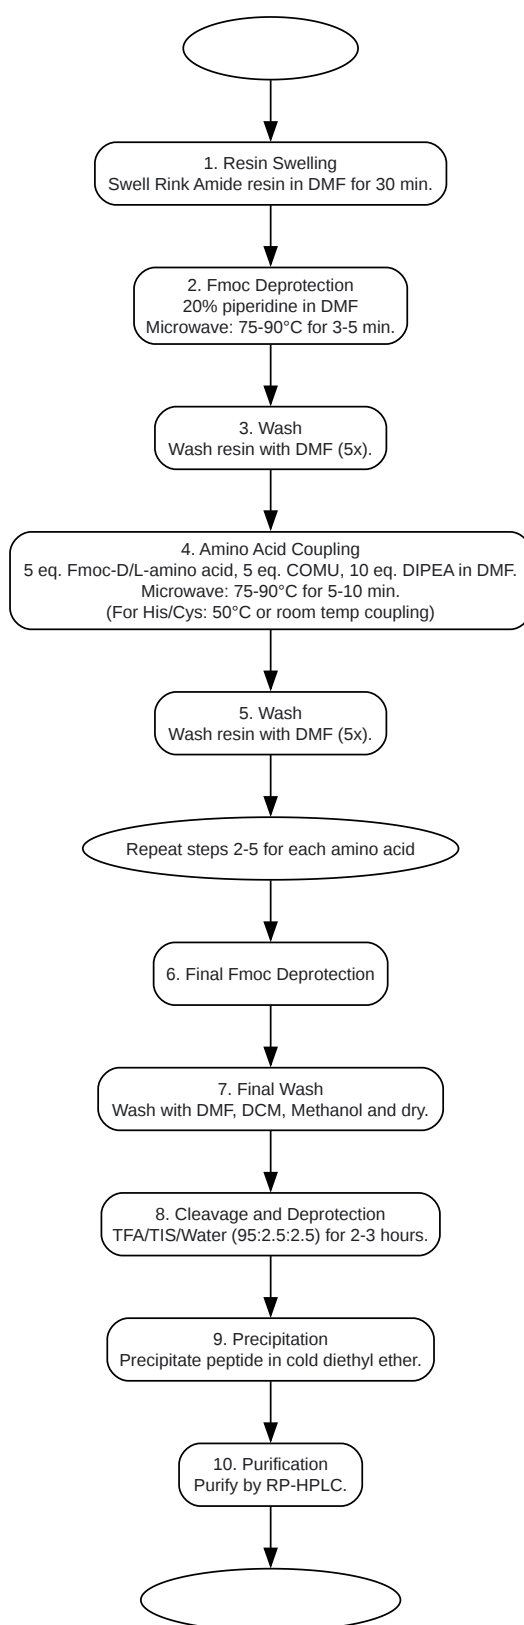 1. Resin Swelling
Swell Rink Amide resin in DMF for 30 min.
2. Fmoc Deprotection
20% piperidine in DMF
Microwave: 75-90°C for 3-5 min.
3. Wash
Wash resin with DMF (5x).
4. Amino Acid Coupling
5 eq. Fmoc-D/L-amino acid, 5 eq. COMU, 10 eq. DIPEA in DMF.
Microwave: 75-90°C for 5-10 min.
(For His/Cys: 50°C or room temp coupling)
5. Wash
Wash resin with DMF (5x).
Repeat steps 2-5 for each amino acid
6. Final Fmoc Deprotection
7. Final Wash
Wash with DMF, DCM, Methanol and dry.
8. Cleavage and Deprotection
TFA/TIS/Water (95:2.5:2.5) for 2-3 hours.
9. Precipitation
Precipitate peptide in cold diethyl ether.
10. Purification
Purify by RP-HPLC.